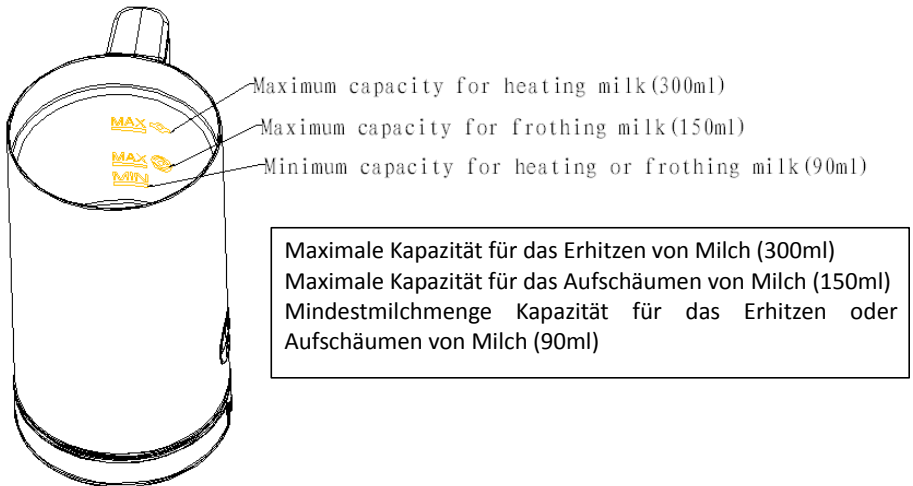 Maximum capacity for heating milk(300ml)
MAX
Maximum capacity for frothing milk(150ml)
MAX
Minimum capacity for heating or frothing milk(90ml)
MIN
Maximale Kapazität für das Erhitzen von Milch (300ml)
Maximale Kapazität für das Aufschäumen von Milch (150ml)
Mindestmilchmenge Kapazität für das Erhitzen oder
Aufschäumen von Milch (90ml)